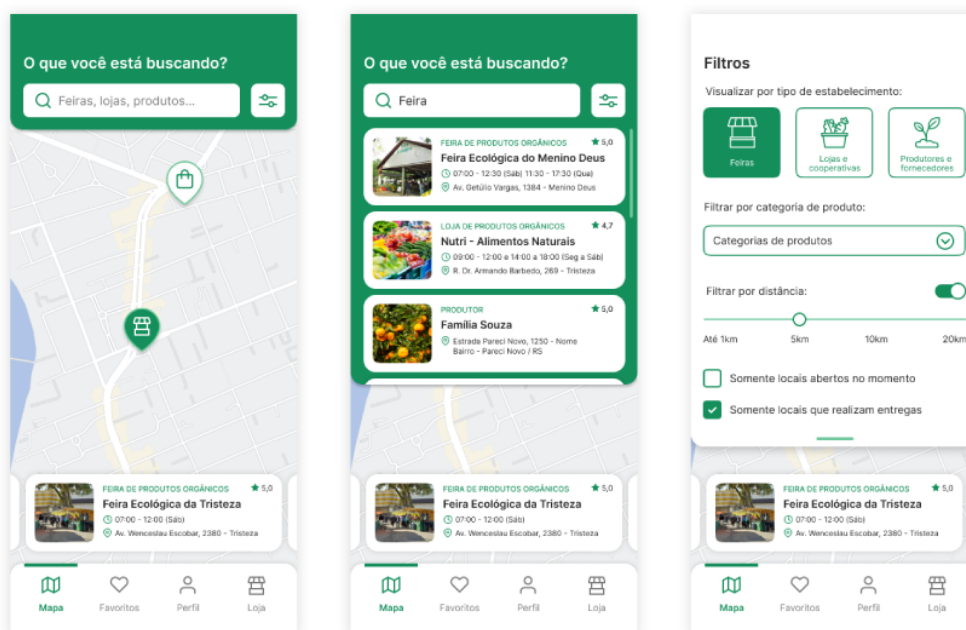 O que você está buscando?
Feiras, lojas, produtos...
FEIRA DE PRODUTOS ORGÂNICOS
5,0
Feira Ecológica da Tristeza
07:00 - 12:00 (Sáb)
Av. Wenceslau Escobar, 2380 - Tristeza
Mapa
Favoritos
Perfil
Loja
O que você está buscando?
Feira
FEIRA DE PRODUTOS ORGÂNICOS
5,0
Feira Ecológica do Menino Deus
07:00 - 12:30 (Sáb) 11:30 - 17:30 (Qua)
Av. Getúlio Vargas, 1384 - Menino Deus
LOJA DE PRODUTOS ORGÂNICOS
4,7
Nutri - Alimentos Naturais
09:00 - 12:00 e 14:00 a 18:00 (Seg a Sáb)
R. Dr. Armando Barbedo, 269 - Tristeza
PRODUTOR
5,0
Família Souza
Estrada Pareci Novo, 1250 - Nome
Bairro - Pareci Novo / RS
FEIRA DE PRODUTOS ORGÂNICOS
5,0
Feira Ecológica da Tristeza
07:00 - 12:00 (Sáb)
Av. Wenceslau Escobar, 2380 - Tristeza
Mapa
Favoritos
Perfil
Loja
Filtros
Visualizar por tipo de estabelecimento:
Feiras
Lojas e
cooperativas
Produtores e
fornecedores
Filtrar por categoria de produto:
Categorias de produtos
Filtrar por distância:
Até 1km
5km
10km
20km
Somente locais abertos no momento
Somente locais que realizam entregas
FEIRA DE PRODUTOS ORGÂNICOS
5,0
Feira Ecológica da Tristeza
07:00 - 12:00 (Sáb)
Av. Wenceslau Escobar, 2380 - Tristeza
Mapa
Favoritos
Perfil
Loja